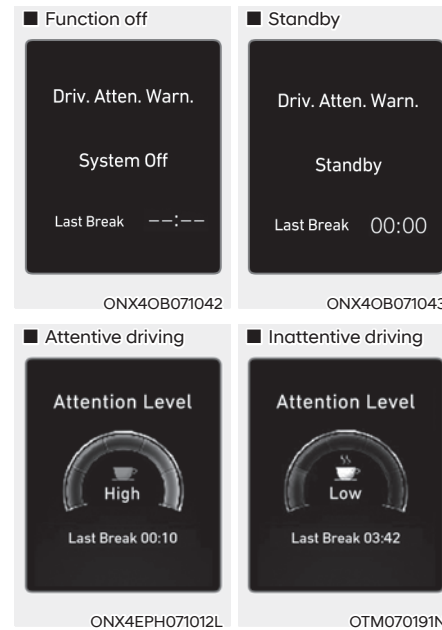 ■ Function off
Driv. Atten. Warn.
System Off
Last Break --:--
ONX4OB071042
■ Standby
Driv. Atten. Warn.
Standby
Last Break 00:00
ONX4OB071043
■ Attentive driving
Attention Level
High
Last Break 00:10
ONX4EPH071012L
■ Inattentive driving
Attention Level
Low
Last Break 03:42
OTM070191N